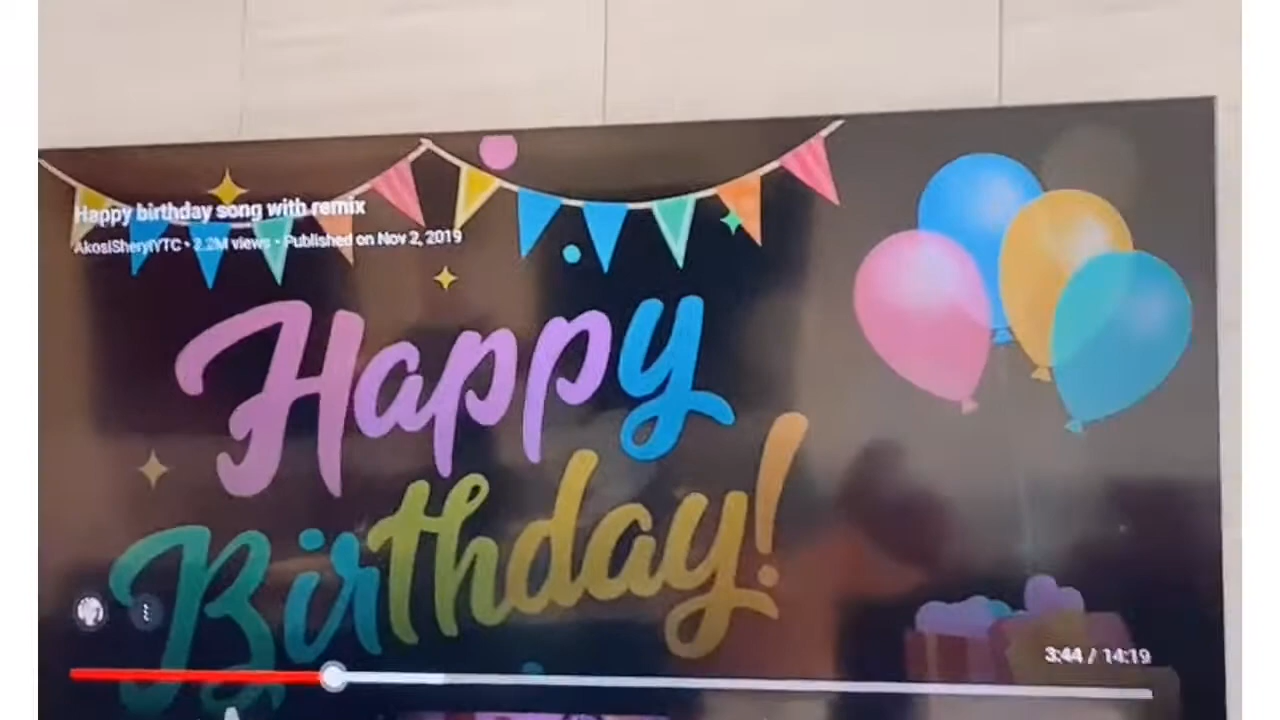 Happy birthday song with remix
AkosiSherylYTC • 2.2M views • Published on Nov 2, 2019
Happy
Birthday!
3:44 / 14:19